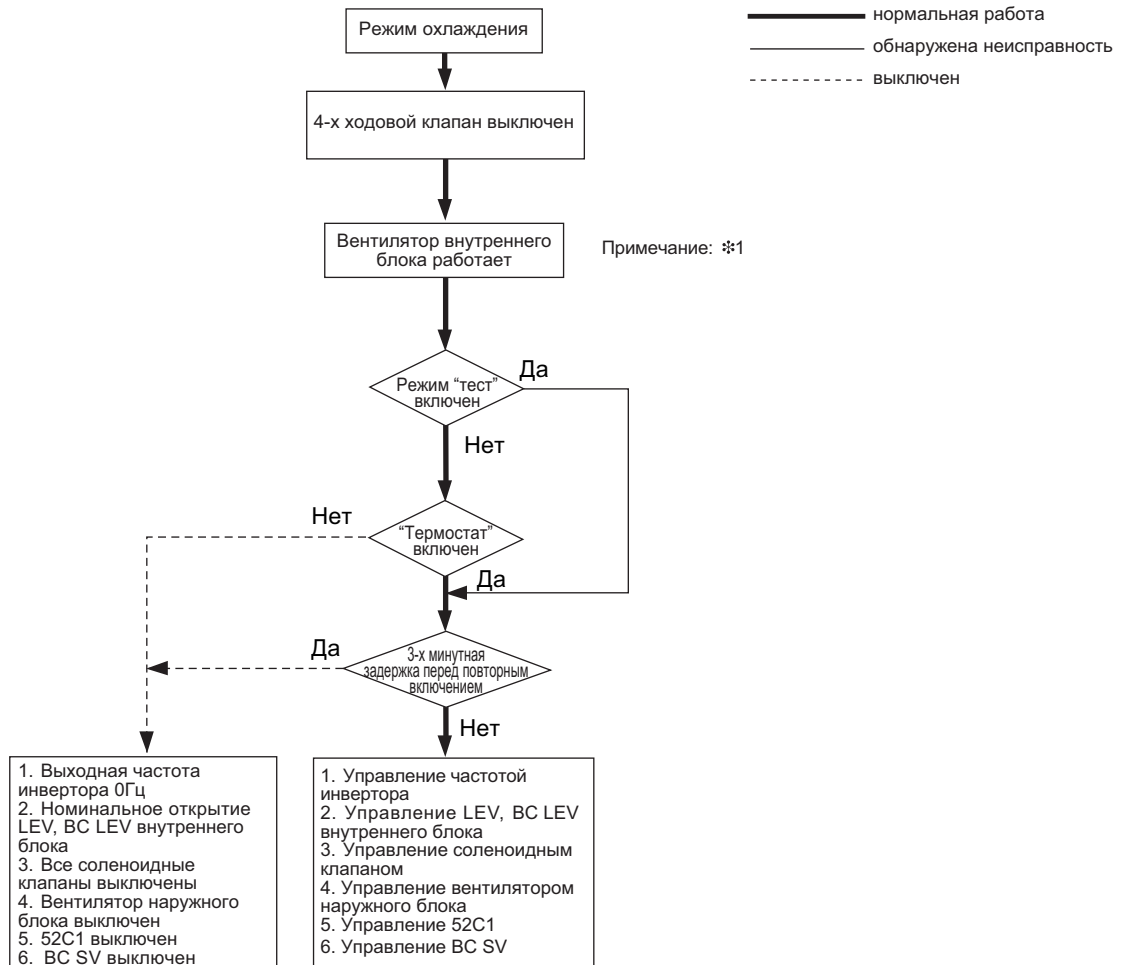 Режим охлаждения
нормальная работа
обнаружена неисправность
выключен
4-х ходовой клапан выключен
Вентилятор внутреннего
блока работает
Примечание: ✻1
Режим “тест”
включен
Да
Нет
Нет
“Термостат”
включен
Да
Да
3-х минутная
задержка перед повторным
включением
Нет
1. Выходная частота
инвертора 0Гц
2. Номинальное открытие
LEV, BC LEV внутреннего
блока
3. Все соленоидные
клапаны выключены
4. Вентилятор наружного
блока выключен
5. 52C1 выключен
6. BC SV выключен
1. Управление частотой
инвертора
2. Управление LEV, BC LEV
внутреннего блока
3. Управление соленоидным
клапаном
4. Управление вентилятором
наружного блока
5. Управление 52C1
6. Управление BC SV